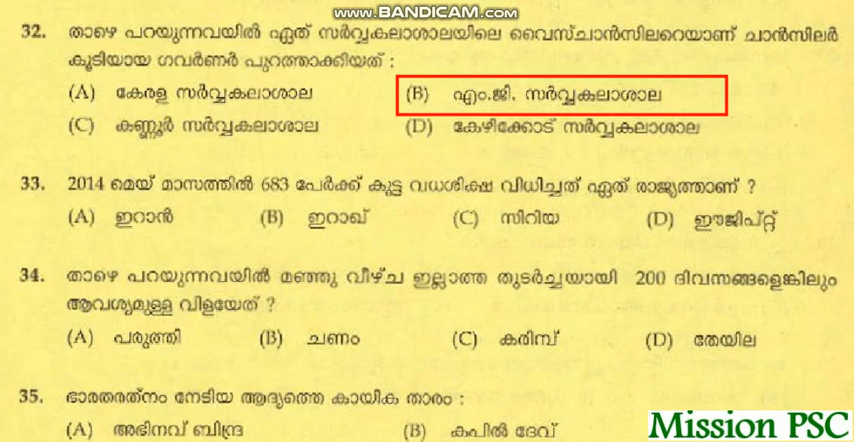 www.BANDICAM.com
32. താഴെ പറയുന്നവയിൽ ഏത് സർവ്വകലാശാലയിലെ വൈസ്ചാൻസിലറെയാണ് ചാൻസിലർ
കൂടിയായ ഗവർണർ പുറത്താക്കിയത് :
(A) കേരള സർവ്വകലാശാല (B) എം.ജി. സർവ്വകലാശാല
(C) കണ്ണൂർ സർവ്വകലാശാല (D) കേഴിക്കോട് സർവ്വകലാശാല
33. 2014 മെയ് മാസത്തിൽ 683 പേർക്ക് കൂട്ട വധശിക്ഷ വിധിച്ചത് ഏത് രാജ്യത്താണ് ?
(A) ഇറാൻ (B) ഇറാഖ് (C) സിറിയ (D) ഈജിപ്റ്റ്
34. താഴെ പറയുന്നവയിൽ മഞ്ഞു വീഴ്ച ഇല്ലാത്ത തുടർച്ചയായി 200 ദിവസങ്ങളെങ്കിലും
ആവശ്യമുള്ള വിളയേത് ?
(A) പരുത്തി (B) ചണം (C) കരിമ്പ് (D) തേയില
35. ഭാരതരത്നം നേടിയ ആദ്യത്തെ കായിക താരം :
(A) അഭിനവ് ബിന്ദ്ര (B) കപിൽ ദേവ്
Mission PSC